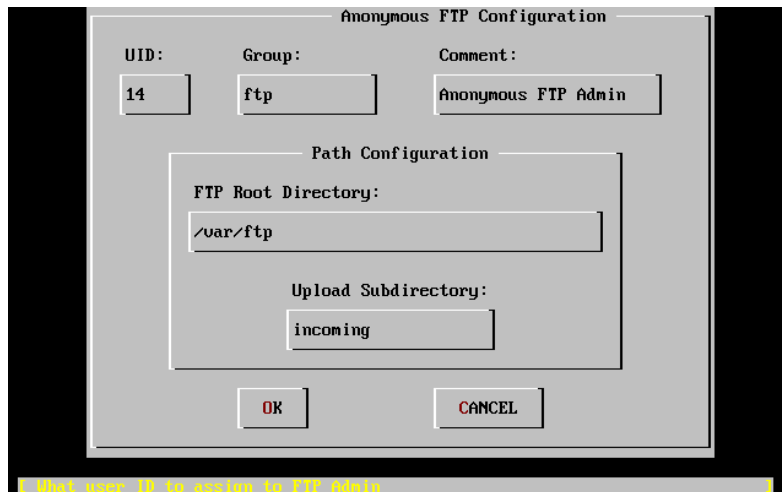 Anonymous FTP Configuration
UID: Group: Comment:
14 ftp Anonymous FTP Admin
Path Configuration
FTP Root Directory:
/var/ftp
Upload Subdirectory:
incoming
OK CANCEL
[ What user ID to assign to FTP Admin ]